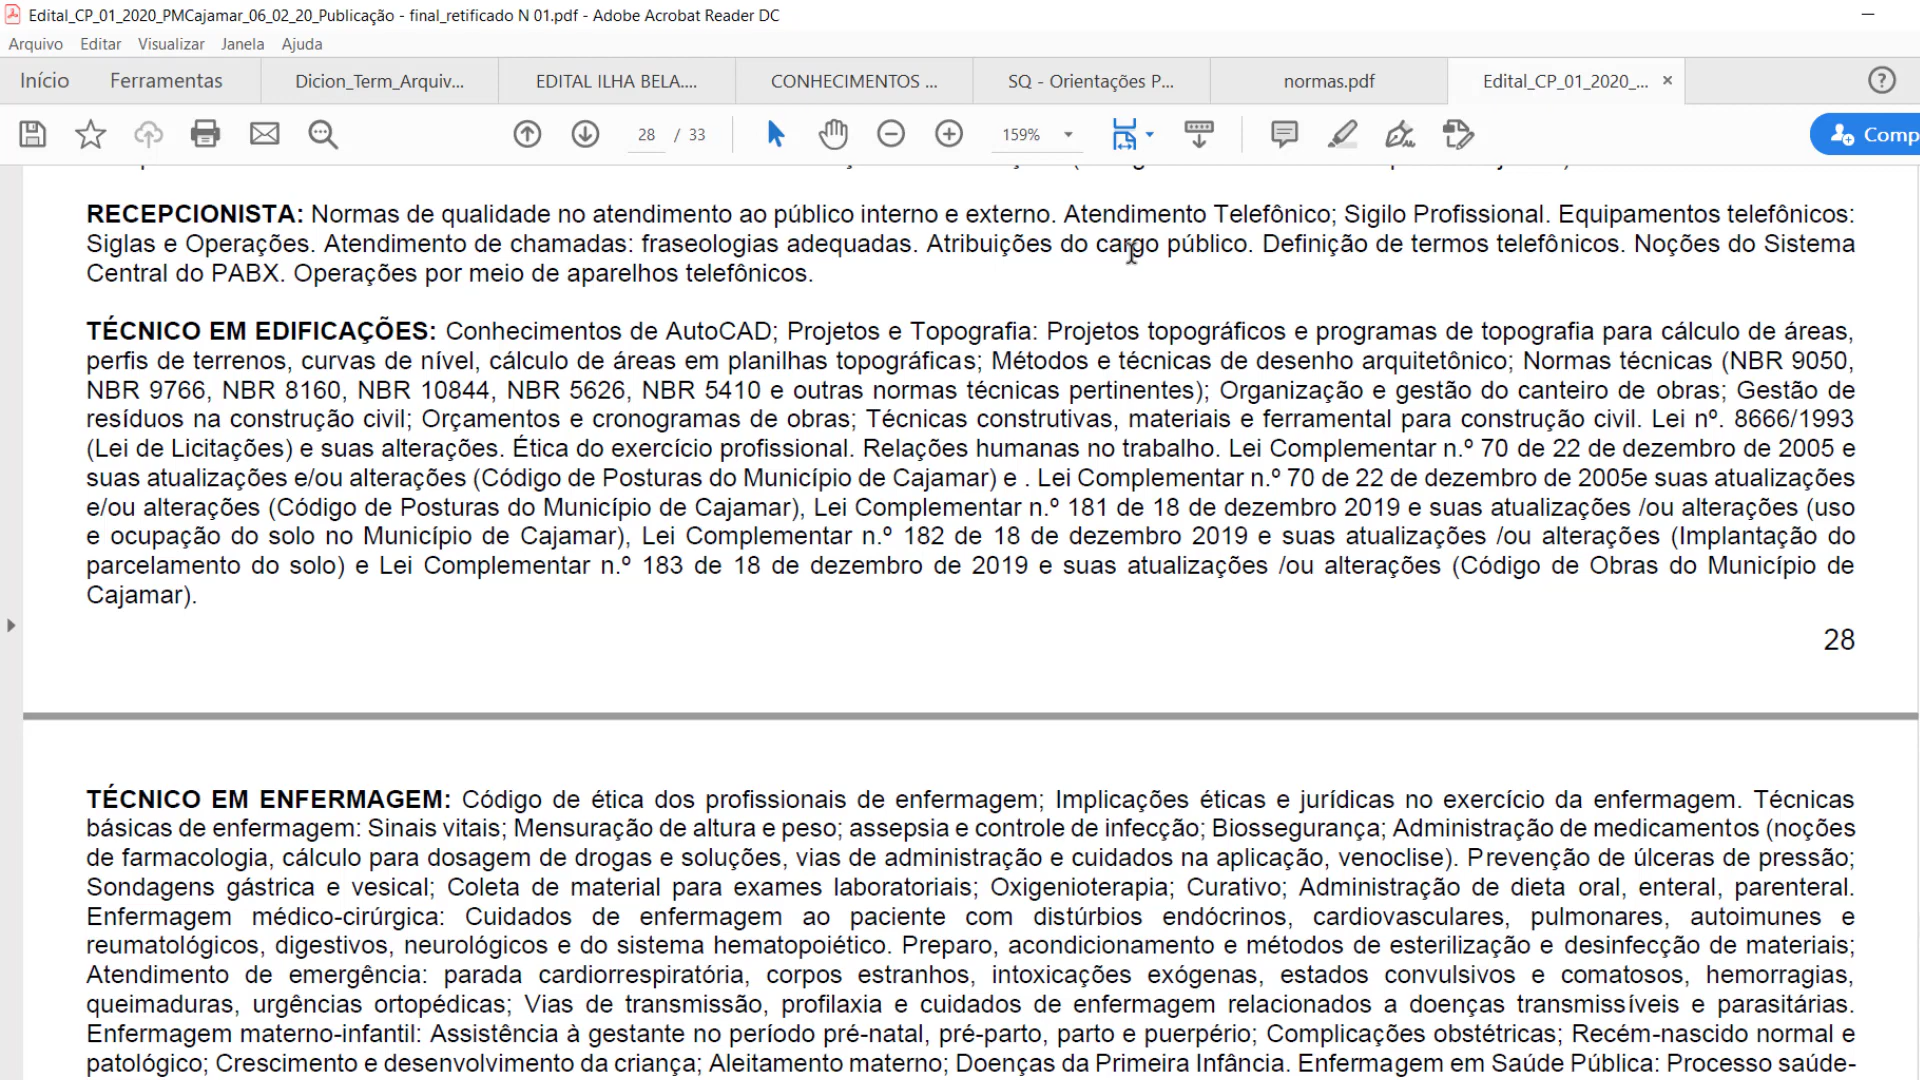 Edital_CP_01_2020_PMCajamar_06_02_20_Publicação - final_retificado N 01.pdf - Adobe Acrobat Reader DC
Arquivo Editar Visualizar Janela Ajuda
Início Ferramentas Dicion_Term_Arquiv... EDITAL ILHA BELA.... CONHECIMENTOS ... SQ - Orientações P... normas.pdf Edital_CP_01_2020_...
28 / 33 159% Comp
RECEPCIONISTA: Normas de qualidade no atendimento ao público interno e externo. Atendimento Telefônico; Sigilo Profissional. Equipamentos telefônicos:
Siglas e Operações. Atendimento de chamadas: fraseologias adequadas. Atribuições do cargo público. Definição de termos telefônicos. Noções do Sistema
Central do PABX. Operações por meio de aparelhos telefônicos.
TÉCNICO EM EDIFICAÇÕES: Conhecimentos de AutoCAD; Projetos e Topografia: Projetos topográficos e programas de topografia para cálculo de áreas,
perfis de terrenos, curvas de nível, cálculo de áreas em planilhas topográficas; Métodos e técnicas de desenho arquitetônico; Normas técnicas (NBR 9050,
NBR 9766, NBR 8160, NBR 10844, NBR 5626, NBR 5410 e outras normas técnicas pertinentes); Organização e gestão do canteiro de obras; Gestão de
resíduos na construção civil; Orçamentos e cronogramas de obras; Técnicas construtivas, materiais e ferramental para construção civil. Lei nº. 8666/1993
(Lei de Licitações) e suas alterações. Ética do exercício profissional. Relações humanas no trabalho. Lei Complementar n.º 70 de 22 de dezembro de 2005 e
suas atualizações e/ou alterações (Código de Posturas do Município de Cajamar) e . Lei Complementar n.º 70 de 22 de dezembro de 2005e suas atualizações
e/ou alterações (Código de Posturas do Município de Cajamar), Lei Complementar n.º 181 de 18 de dezembro 2019 e suas atualizações /ou alterações (uso
e ocupação do solo no Município de Cajamar), Lei Complementar n.º 182 de 18 de dezembro 2019 e suas atualizações /ou alterações (Implantação do
parcelamento do solo) e Lei Complementar n.º 183 de 18 de dezembro de 2019 e suas atualizações /ou alterações (Código de Obras do Município de
Cajamar).
28
TÉCNICO EM ENFERMAGEM: Código de ética dos profissionais de enfermagem; Implicações éticas e jurídicas no exercício da enfermagem. Técnicas
básicas de enfermagem: Sinais vitais; Mensuração de altura e peso; assepsia e controle de infecção; Biossegurança; Administração de medicamentos (noções
de farmacologia, cálculo para dosagem de drogas e soluções, vias de administração e cuidados na aplicação, venoclise). Prevenção de úlceras de pressão;
Sondagens gástrica e vesical; Coleta de material para exames laboratoriais; Oxigenioterapia; Curativo; Administração de dieta oral, enteral, parenteral.
Enfermagem médico-cirúrgica: Cuidados de enfermagem ao paciente com distúrbios endócrinos, cardiovasculares, pulmonares, autoimunes e
reumatológicos, digestivos, neurológicos e do sistema hematopoiético. Preparo, acondicionamento e métodos de esterilização e desinfecção de materiais;
Atendimento de emergência: parada cardiorrespiratória, corpos estranhos, intoxicações exógenas, estados convulsivos e comatosos, hemorragias,
queimaduras, urgências ortopédicas; Vias de transmissão, profilaxia e cuidados de enfermagem relacionados a doenças transmissíveis e parasitárias.
Enfermagem materno-infantil: Assistência à gestante no período pré-natal, pré-parto, parto e puerpério; Complicações obstétricas; Recém-nascido normal e
patológico; Crescimento e desenvolvimento da criança; Aleitamento materno; Doenças da Primeira Infância. Enfermagem em Saúde Pública: Processo saúde-